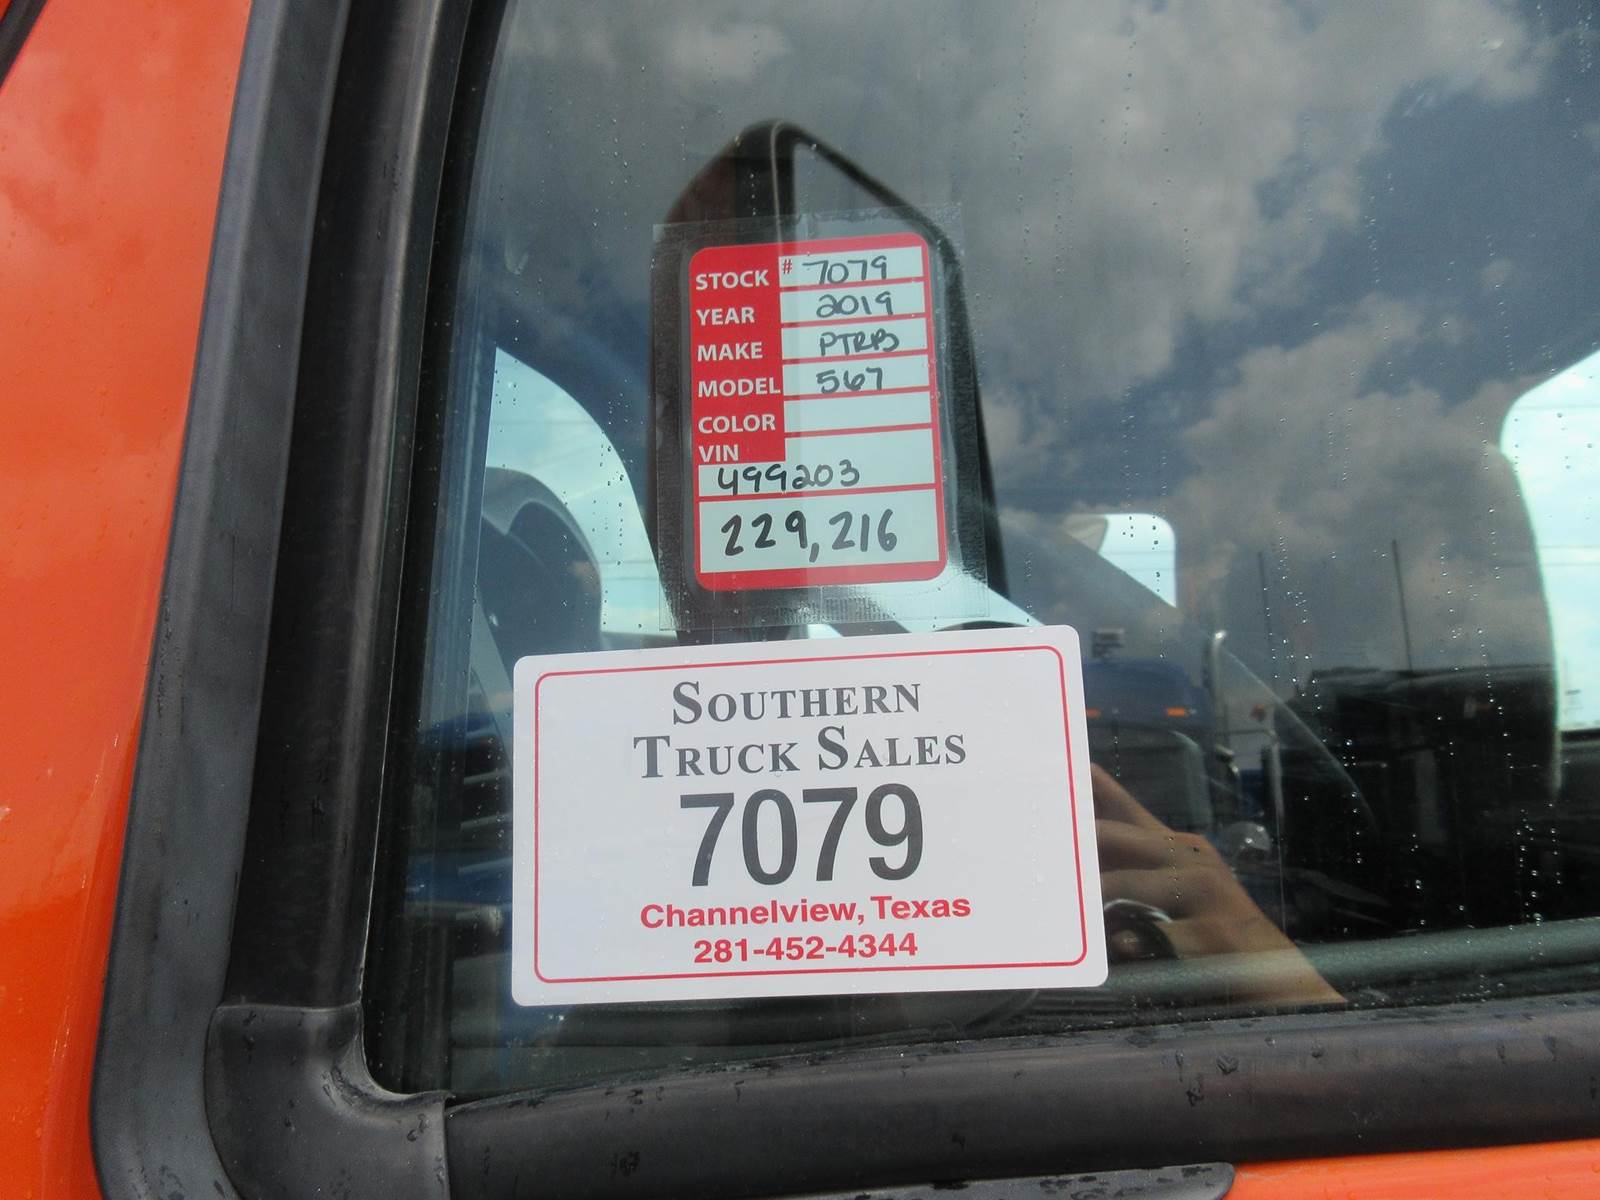 STOCK # 7079
YEAR 2019
MAKE PTRB
MODEL 567
COLOR
VIN
499203
229,216
SOUTHERN
TRUCK SALES
7079
Channelview, Texas
281-452-4344